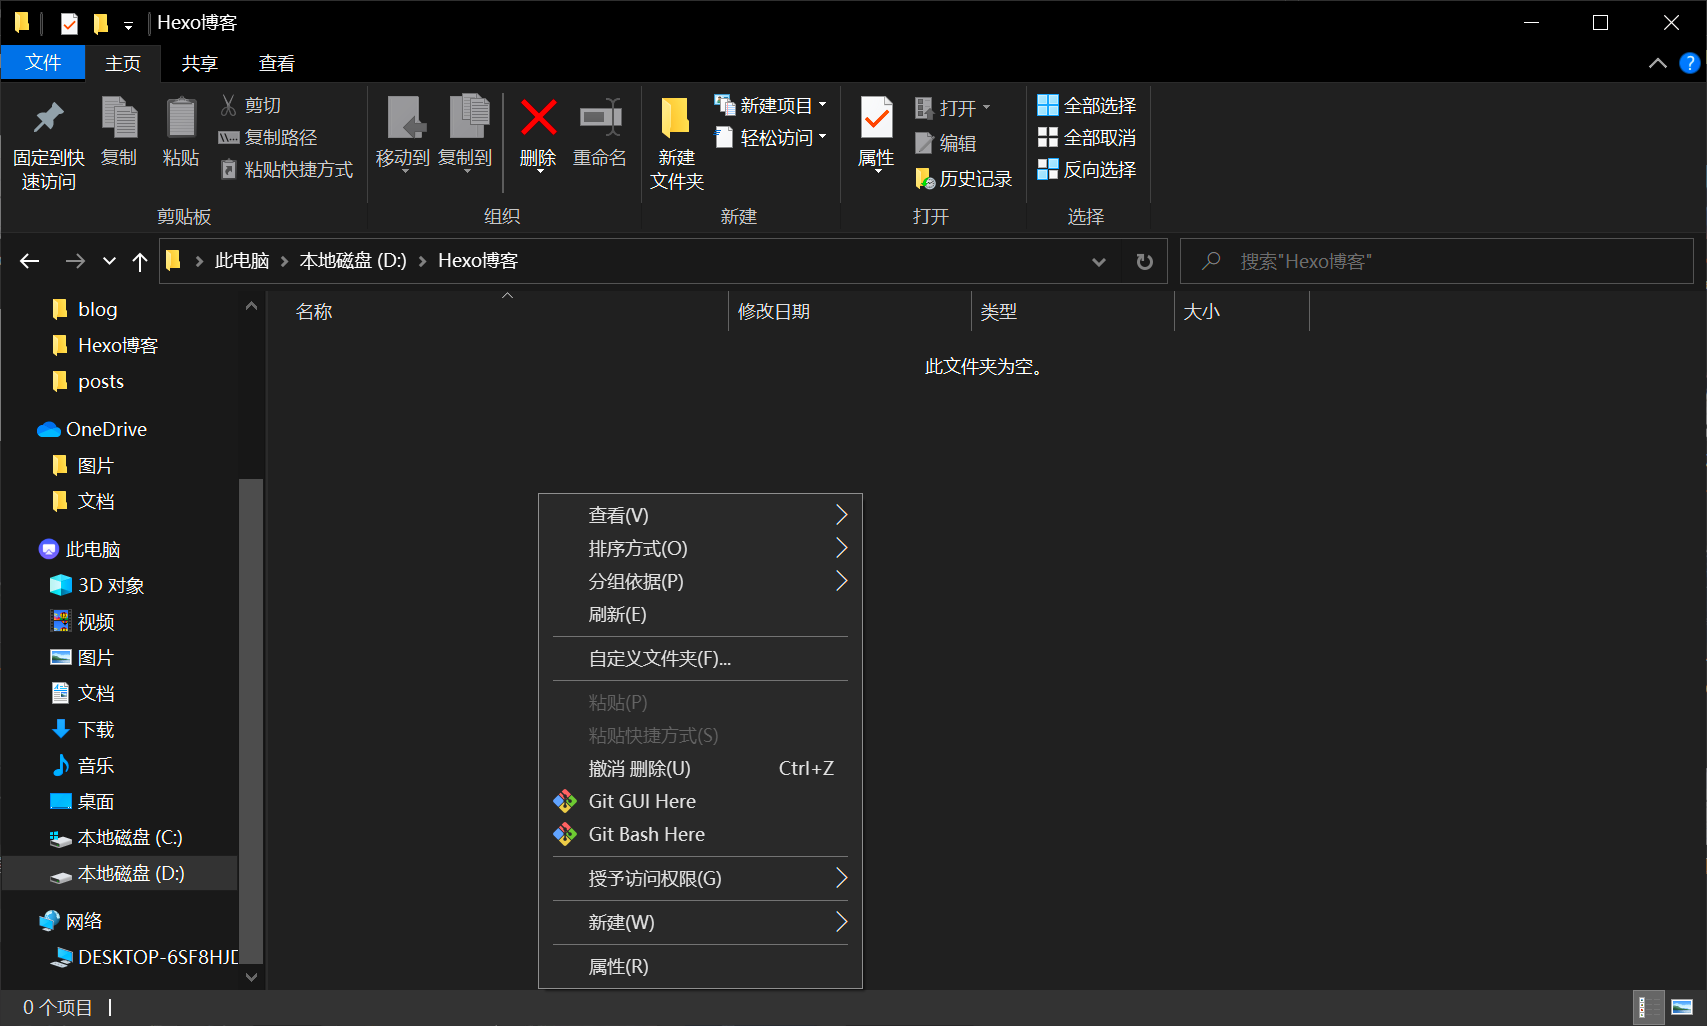 Hexo博客
文件 主页 共享 查看
固定到快
速访问
复制
粘贴
剪切
复制路径
粘贴快捷方式
剪贴板
移动到
复制到
删除
重命名
组织
新建
文件夹
新建项目
轻松访问
新建
属性
打开
编辑
历史记录
打开
全部选择
全部取消
反向选择
选择
此电脑 本地磁盘 (D:) Hexo博客
搜索"Hexo博客"
blog
Hexo博客
posts
OneDrive
图片
文档
此电脑
3D 对象
视频
图片
文档
下载
音乐
桌面
本地磁盘 (C:)
本地磁盘 (D:)
网络
DESKTOP-6SF8HJD
名称 修改日期 类型 大小
此文件夹为空。
查看(V)
排序方式(O)
分组依据(P)
刷新(E)
自定义文件夹(F)...
粘贴(P)
粘贴快捷方式(S)
撤消 删除(U) Ctrl+Z
Git GUI Here
Git Bash Here
授予访问权限(G)
新建(W)
属性(R)
0 个项目